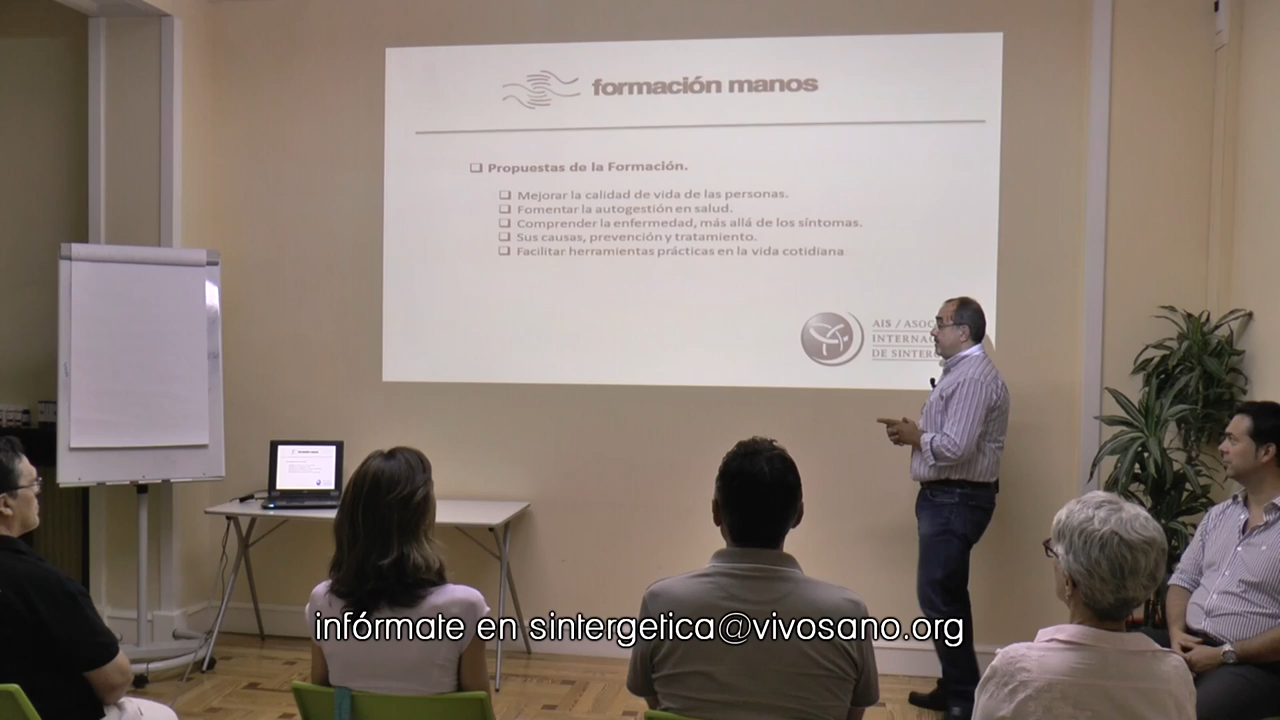 formación manos
❑ Propuestas de la Formación.
❑ Mejorar la calidad de vida de las personas.
❑ Fomentar la autogestión en salud.
❑ Comprender la enfermedad, más allá de los síntomas.
❑ Sus causas, prevención y tratamiento.
❑ Facilitar herramientas prácticas en la vida cotidiana
AIS / ASOC
INTERNAC
DE SINTER
infórmate en sintergetica@vivosano.org